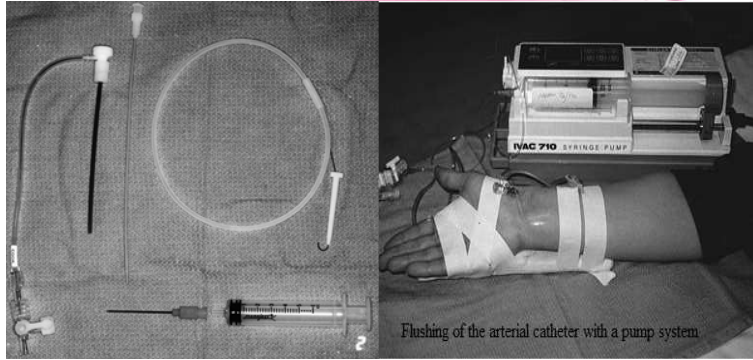 2
IVAC 710 SYRINGE PUMP
Flushing of the arterial catheter with a pump system